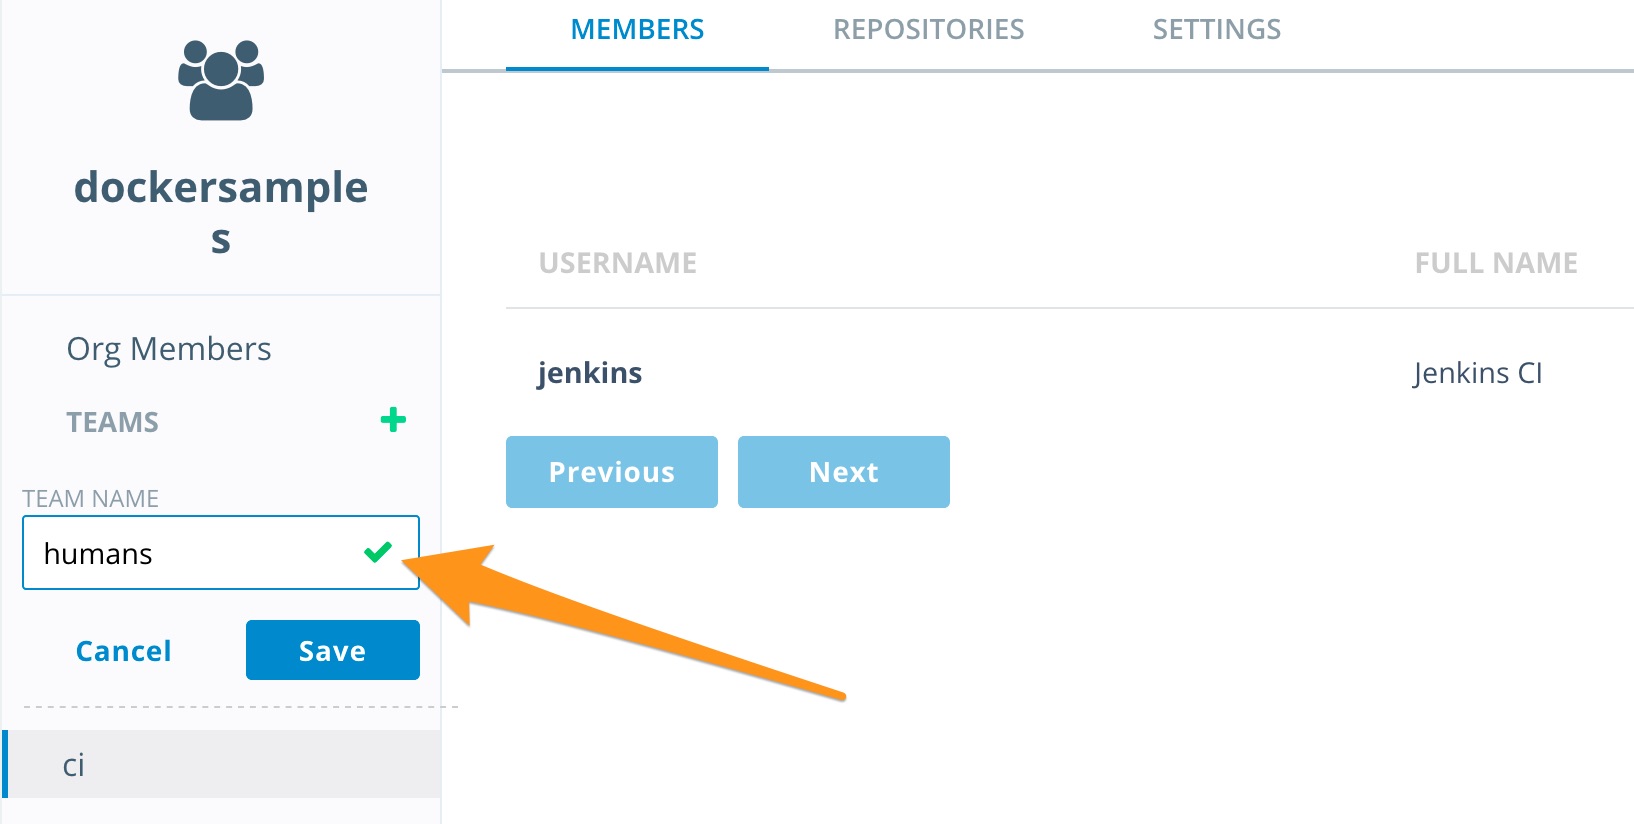 MEMBERS REPOSITORIES SETTINGS
dockersample
s
USERNAME FULL NAME
Org Members
jenkins Jenkins CI
TEAMS
Previous Next
TEAM NAME
humans
Cancel Save
ci